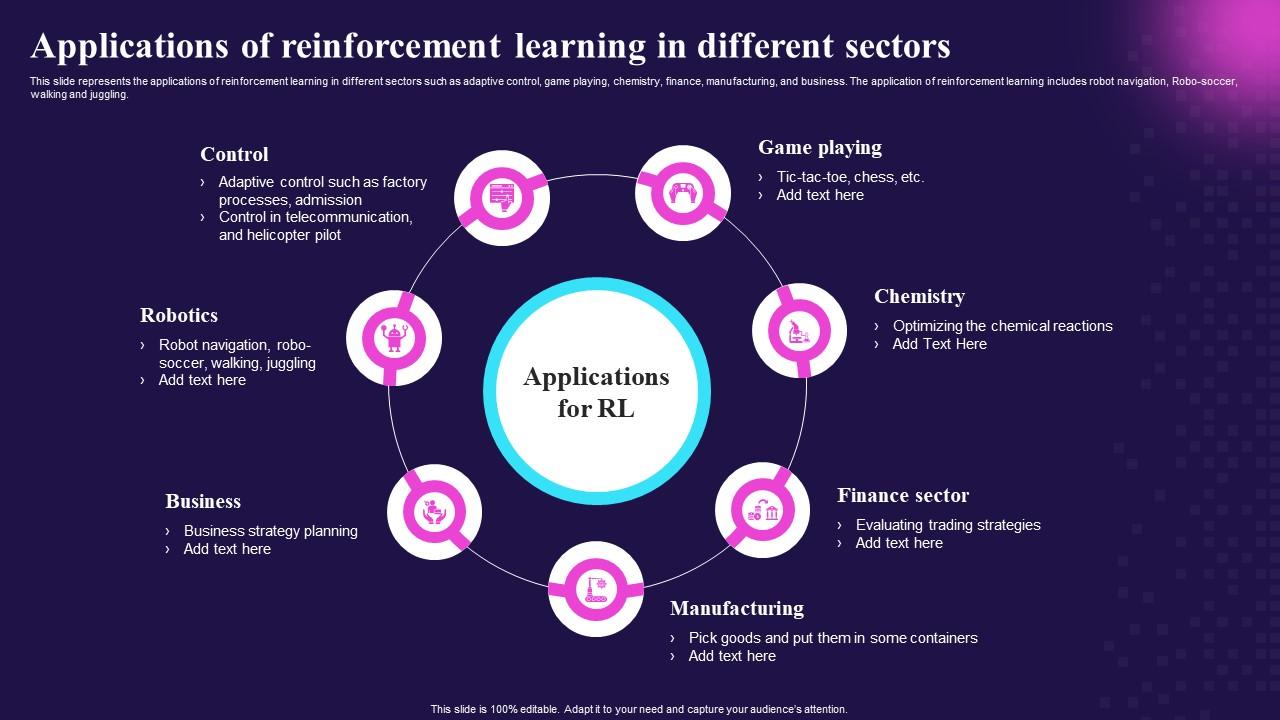 Applications of reinforcement learning in different sectors
This slide represents the applications of reinforcement learning in different sectors such as adaptive control, game playing, chemistry, finance, manufacturing, and business. The application of reinforcement learning includes robot navigation, Robo-soccer,
walking and juggling.
Control
› Adaptive control such as factory
processes, admission
› Control in telecommunication,
and helicopter pilot
Game playing
› Tic-tac-toe, chess, etc.
› Add text here
Robotics
› Robot navigation, robo-
soccer, walking, juggling
› Add text here
Chemistry
› Optimizing the chemical reactions
› Add Text Here
Applications
for RL
Business
› Business strategy planning
› Add text here
Finance sector
› Evaluating trading strategies
› Add text here
Manufacturing
› Pick goods and put them in some containers
› Add text here
This slide is 100% editable. Adapt it to your need and capture your audience's attention.